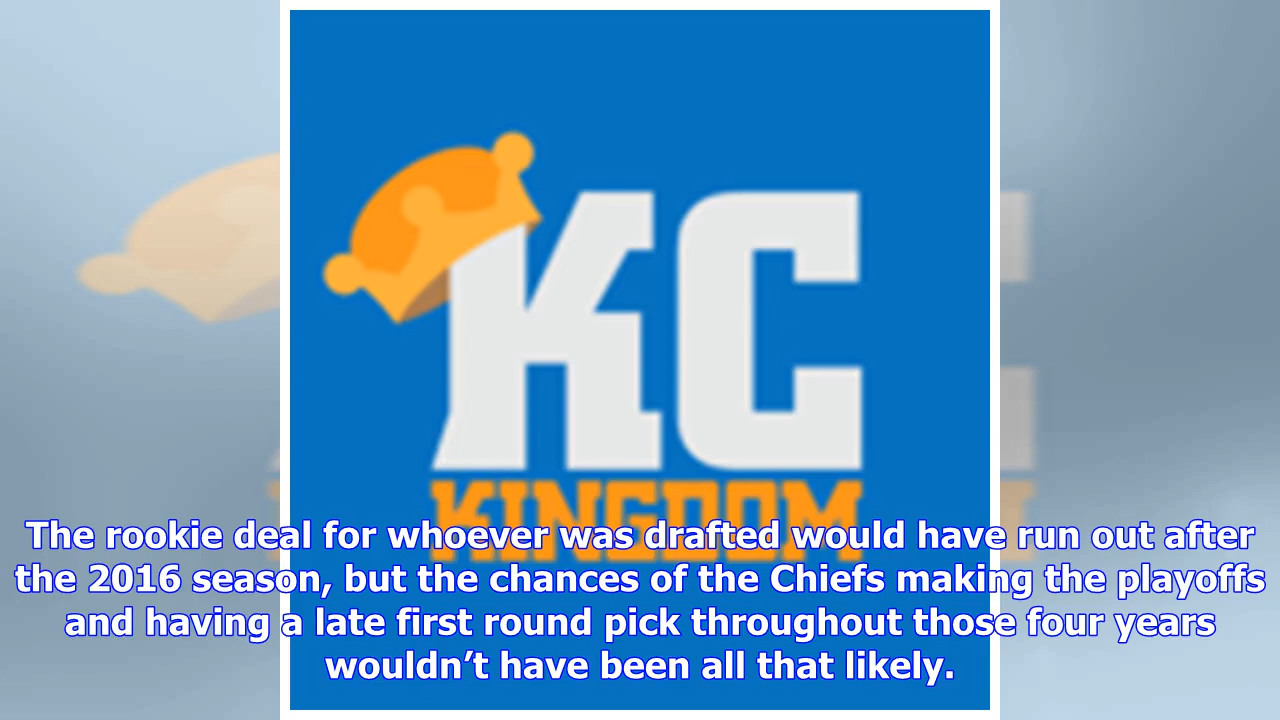 KC
KINGDOM
The rookie deal for whoever was drafted would have run out after
the 2016 season, but the chances of the Chiefs making the playoffs
and having a late first round pick throughout those four years
wouldn’t have been all that likely.